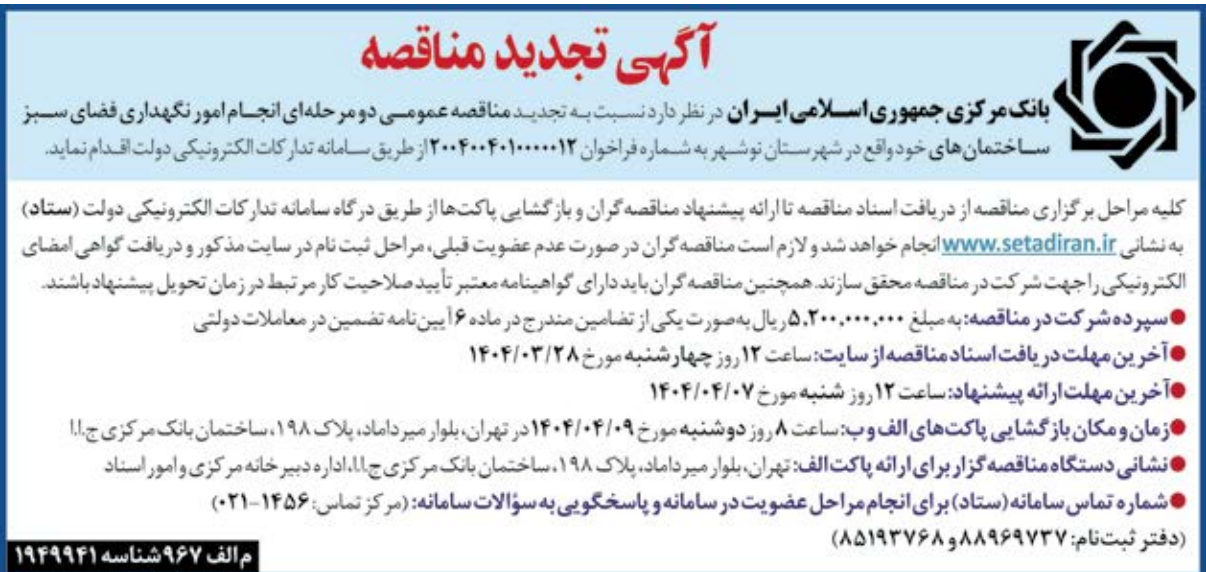 آگهی تجدید مناقصه
بانک مرکزی جمهوری اسلامی ایران در نظر دارد نسبت به تجدید مناقصه عمومی دو مرحله‌ای انجام امور نگهداری فضای سبز
ساختمان‌های خود واقع در شهرستان نوشهر به شماره فراخوان ۲۰۰۴۰۰۴۰۱۰۰۰۰۰۱۲ از طریق سامانه تدارکات الکترونیکی دولت اقدام نماید.
کلیه مراحل برگزاری مناقصه از دریافت اسناد مناقصه تا ارائه پیشنهاد مناقصه‌گران و بازگشایی پاکت‌ها از طریق درگاه سامانه تدارکات الکترونیکی دولت (ستاد)
به نشانی www.setadiran.ir انجام خواهد شد و لازم است مناقصه‌گران در صورت عدم عضویت قبلی، مراحل ثبت نام در سایت مذکور و دریافت گواهی امضای
الکترونیکی را جهت شرکت در مناقصه محقق سازند. همچنین مناقصه‌گران باید دارای گواهینامه معتبر تأیید صلاحیت کار مرتبط در زمان تحویل پیشنهاد باشند.
●سپرده شرکت در مناقصه: به مبلغ ۵,۲۰۰,۰۰۰,۰۰۰ ریال به‌صورت یکی از تضامین مندرج در ماده ۶ آیین‌نامه تضمین در معاملات دولتی
●آخرین مهلت دریافت اسناد مناقصه از سایت: ساعت ۱۲ روز چهارشنبه مورخ ۱۴۰۴/۰۳/۲۸
●آخرین مهلت ارائه پیشنهاد: ساعت ۱۲ روز شنبه مورخ ۱۴۰۴/۰۴/۰۷
●زمان و مکان بازگشایی پاکت‌های الف و ب: ساعت ۸ روز دوشنبه مورخ ۱۴۰۴/۰۴/۰۹ در تهران، بلوار میرداماد، پلاک ۱۹۸، ساختمان بانک مرکزی ج.ا.ا
●نشانی دستگاه مناقصه‌گزار برای ارائه پاکت الف: تهران، بلوار میرداماد، پلاک ۱۹۸، ساختمان بانک مرکزی ج.ا.ا، اداره دبیرخانه مرکزی و امور اسناد
●شماره تماس سامانه (ستاد) برای انجام مراحل عضویت در سامانه و پاسخگویی به سؤالات سامانه: (مرکز تماس: ۱۴۵۶-۰۲۱)
(دفتر ثبت‌نام: ۸۸۹۶۹۷۳۷ و ۸۵۱۹۳۷۶۸)
م الف ۹۶۷ شناسه ۱۹۴۹۹۴۱